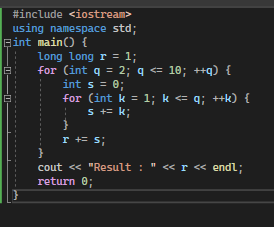 #include <iostream>
using namespace std;
int main() {
    long long r = 1;
    for (int q = 2; q <= 10; ++q) {
        int s = 0;
        for (int k = 1; k <= q; ++k) {
            s += k;
        }
        r += s;
    }
    cout << "Result : " << r << endl;
    return 0;
}